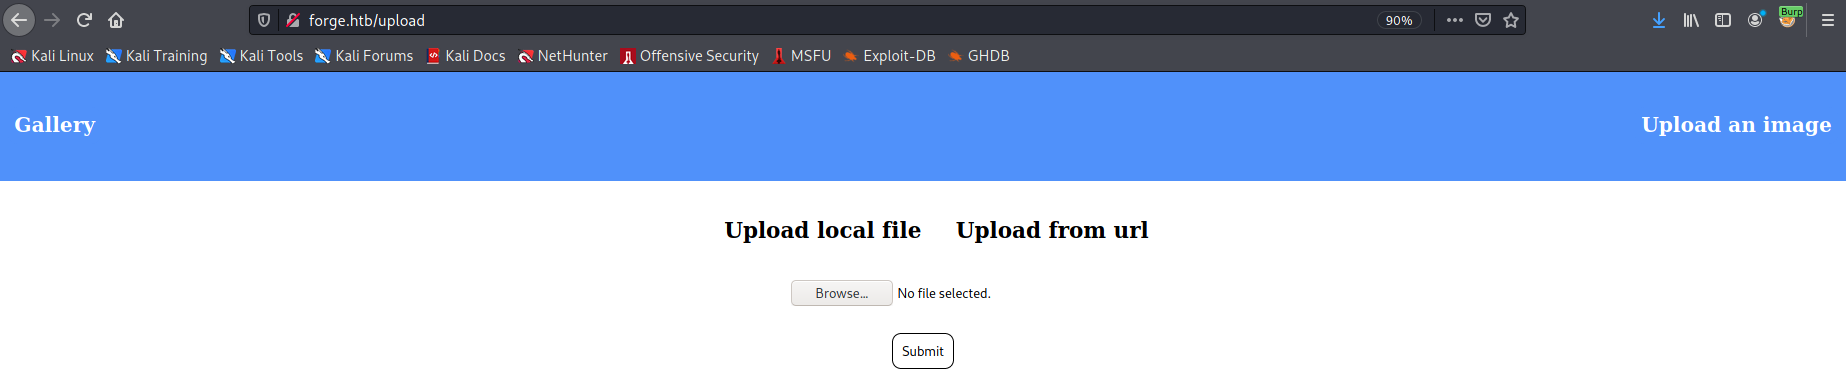 forge.htb/upload 90% Burp
Kali Linux Kali Training Kali Tools Kali Forums Kali Docs NetHunter Offensive Security MSFU Exploit-DB GHDB
Gallery Upload an image
Upload local file Upload from url
Browse... No file selected.
Submit